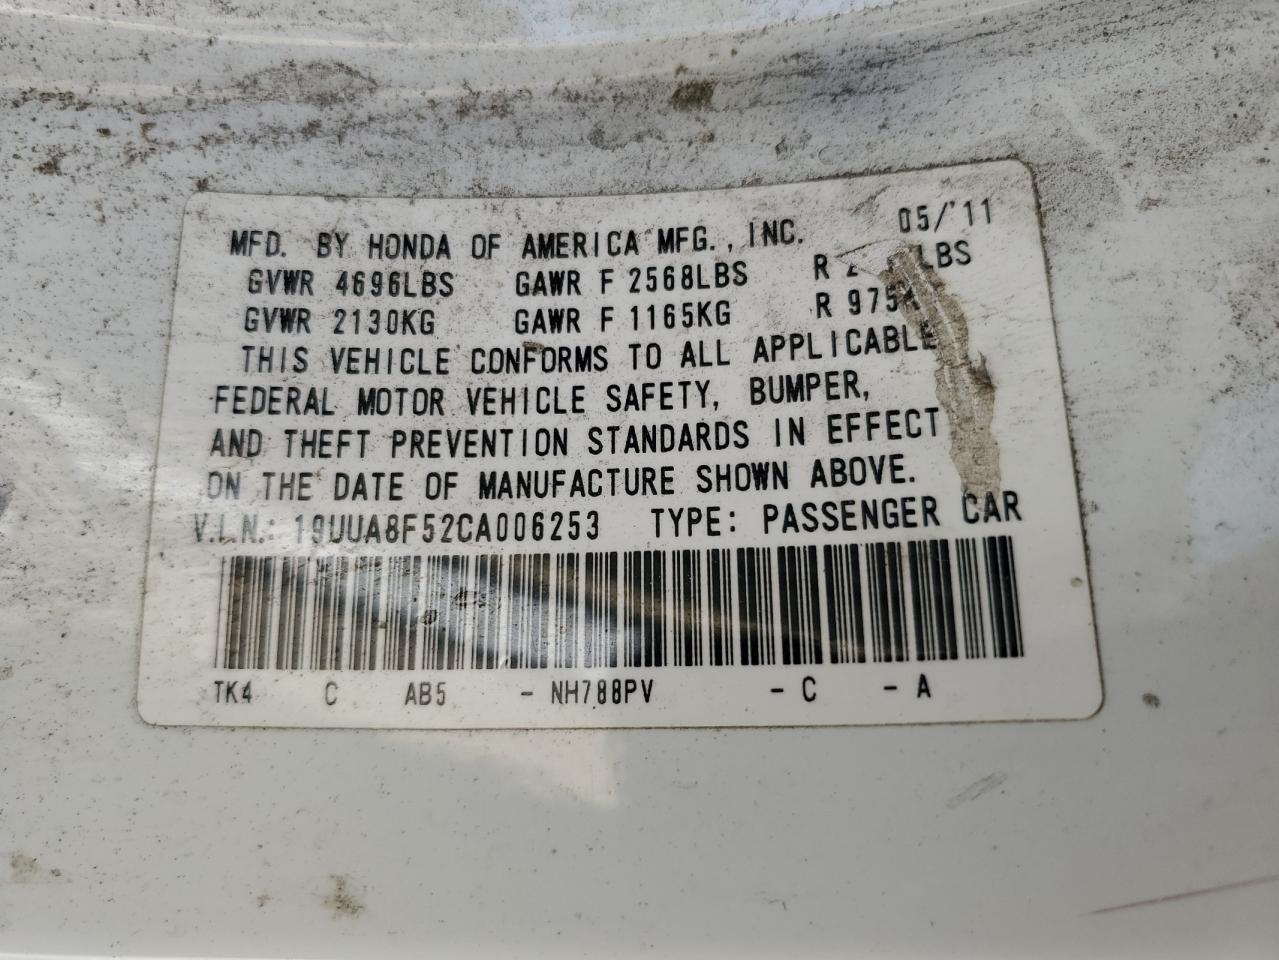 MFD. BY HONDA OF AMERICA MFG., INC. 05/'11
GVWR 4696LBS GAWR F 2568LBS R LBS
GVWR 2130KG GAWR F 1165KG R 975
THIS VEHICLE CONFORMS TO ALL APPLICABLE
FEDERAL MOTOR VEHICLE SAFETY, BUMPER,
AND THEFT PREVENTION STANDARDS IN EFFECT
ON THE DATE OF MANUFACTURE SHOWN ABOVE.
V.I.N.: 19UUA8F52CA006253 TYPE: PASSENGER CAR
TK4 C AB5 - NH788PV - C - A